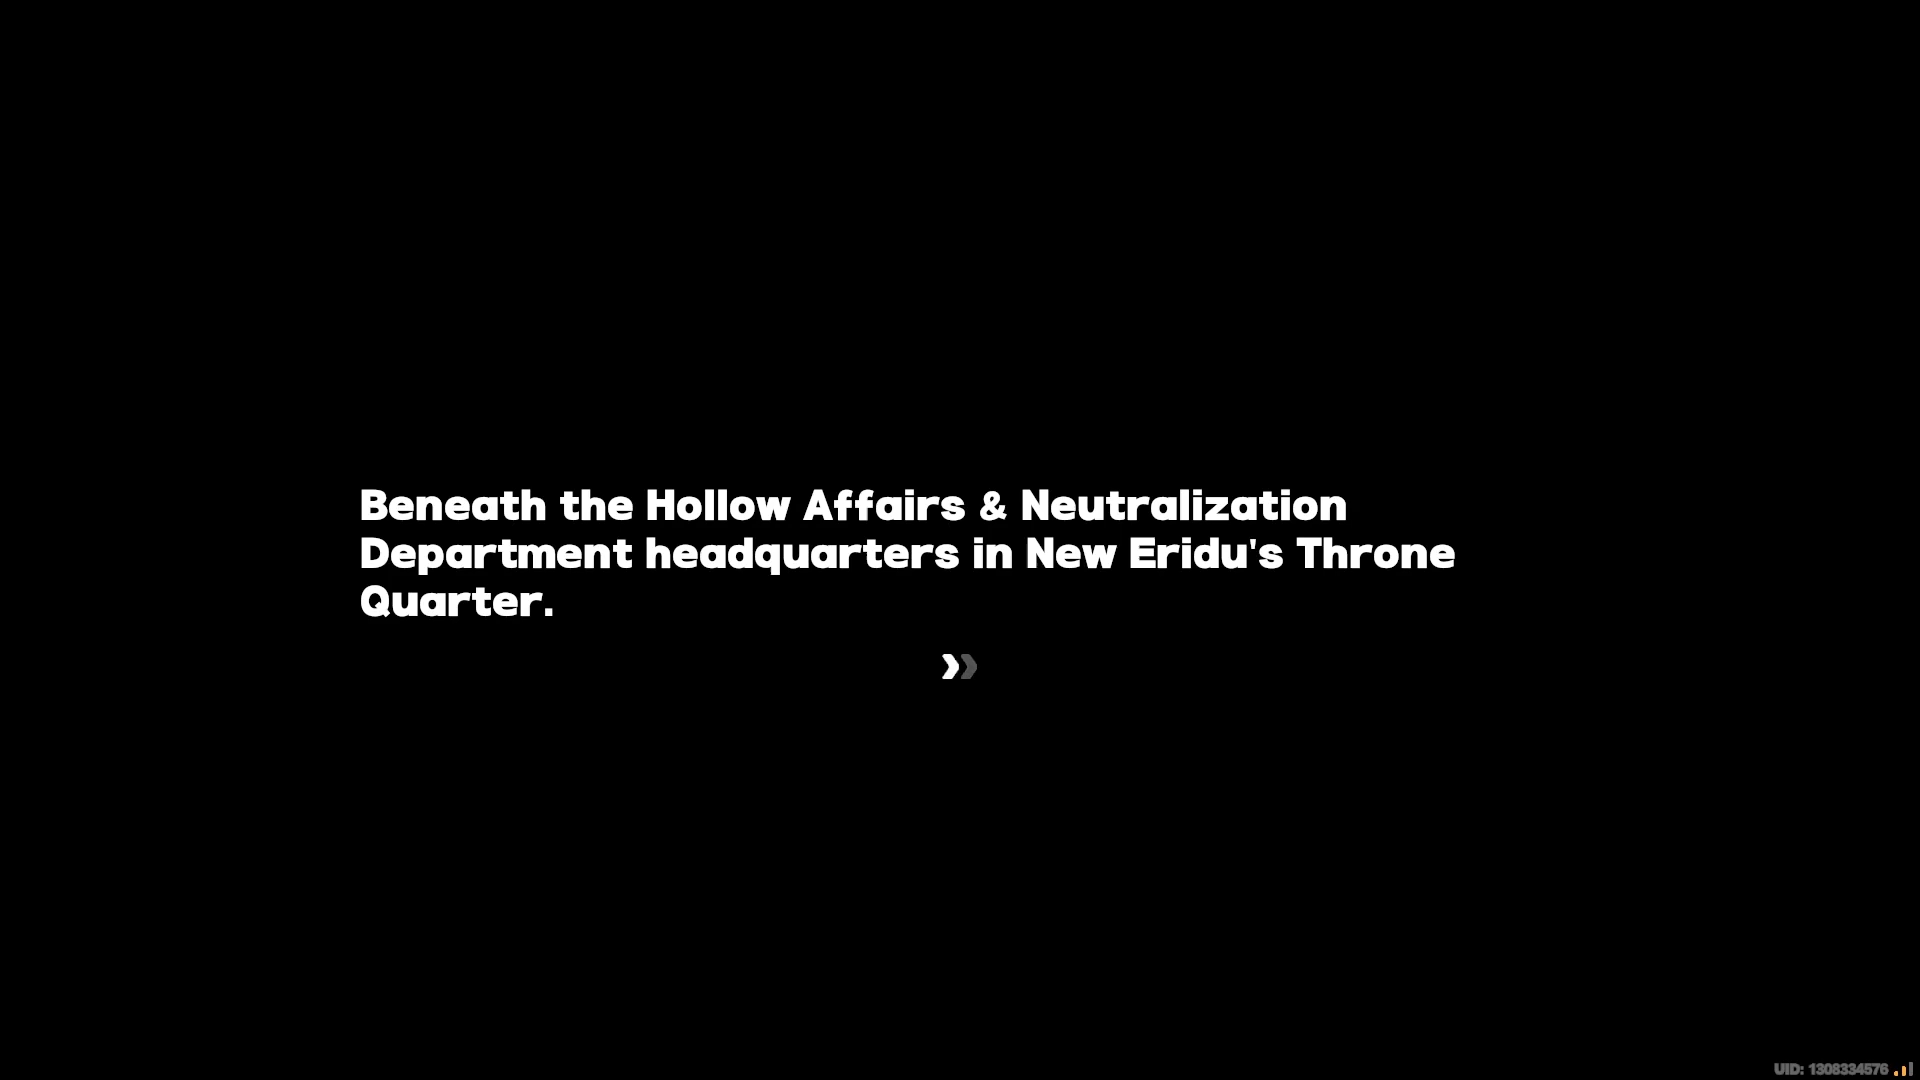 Beneath the Hollow Affairs & Neutralization
Department headquarters in New Eridu's Throne
Quarter.
UID: 1308334576